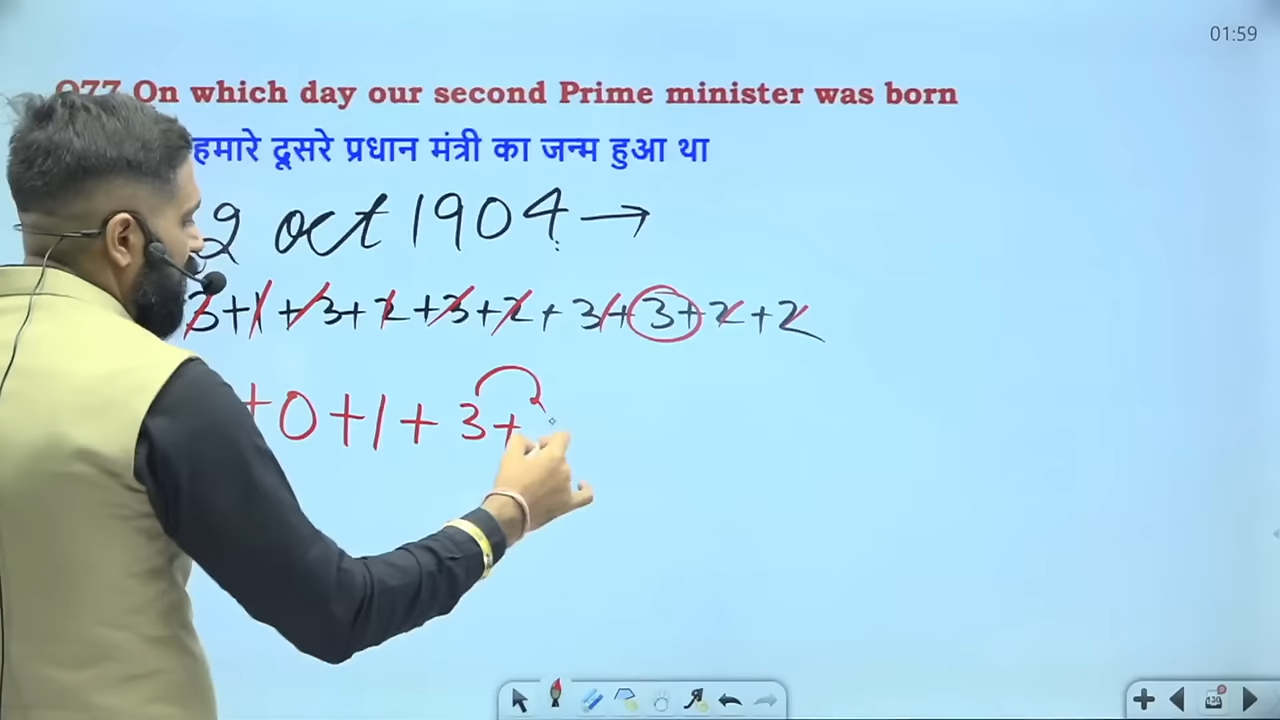 01:59
Q77 On which day our second Prime minister was born
हमारे दूसरे प्रधान मंत्री का जन्म हुआ था
2 oct 1904 →
3+1+3+2+3+2+3+3+2+2
+0+1+3+